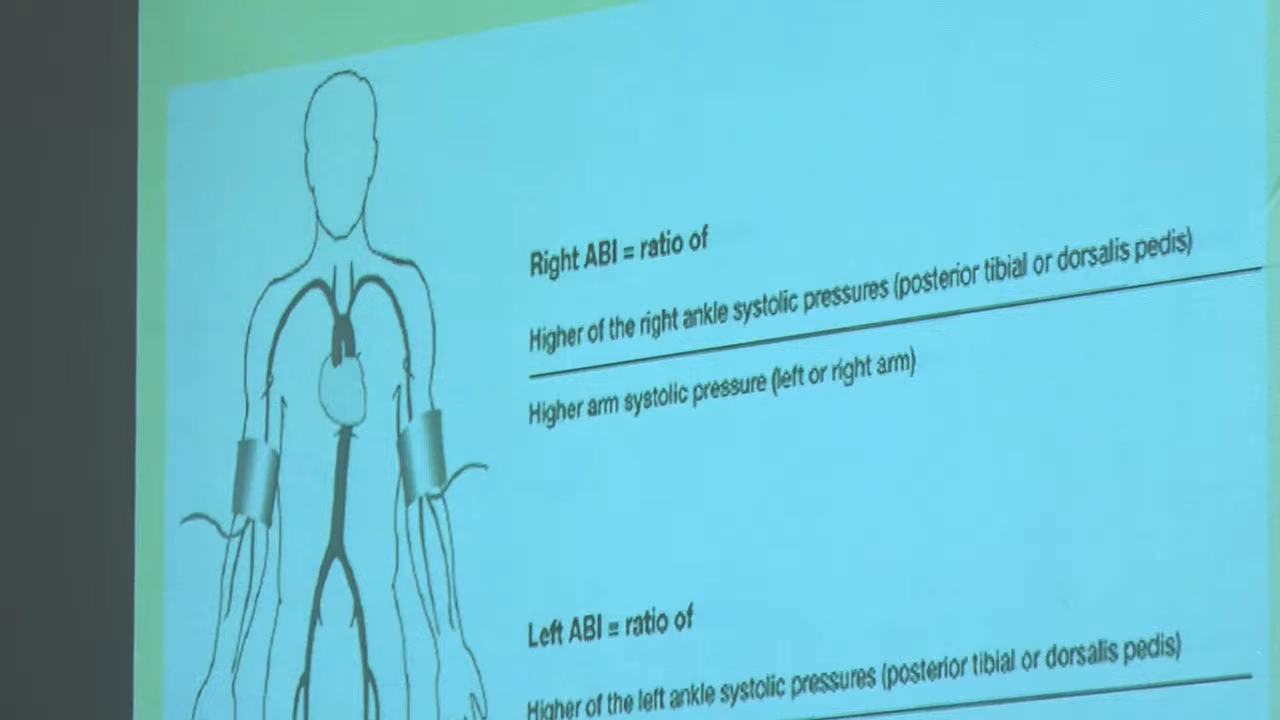 Right ABI = ratio of
Higher of the right ankle systolic pressures (posterior tibial or dorsalis pedis)
Higher arm systolic pressure (left or right arm)
Left ABI = ratio of
Higher of the left ankle systolic pressures (posterior tibial or dorsalis pedis)